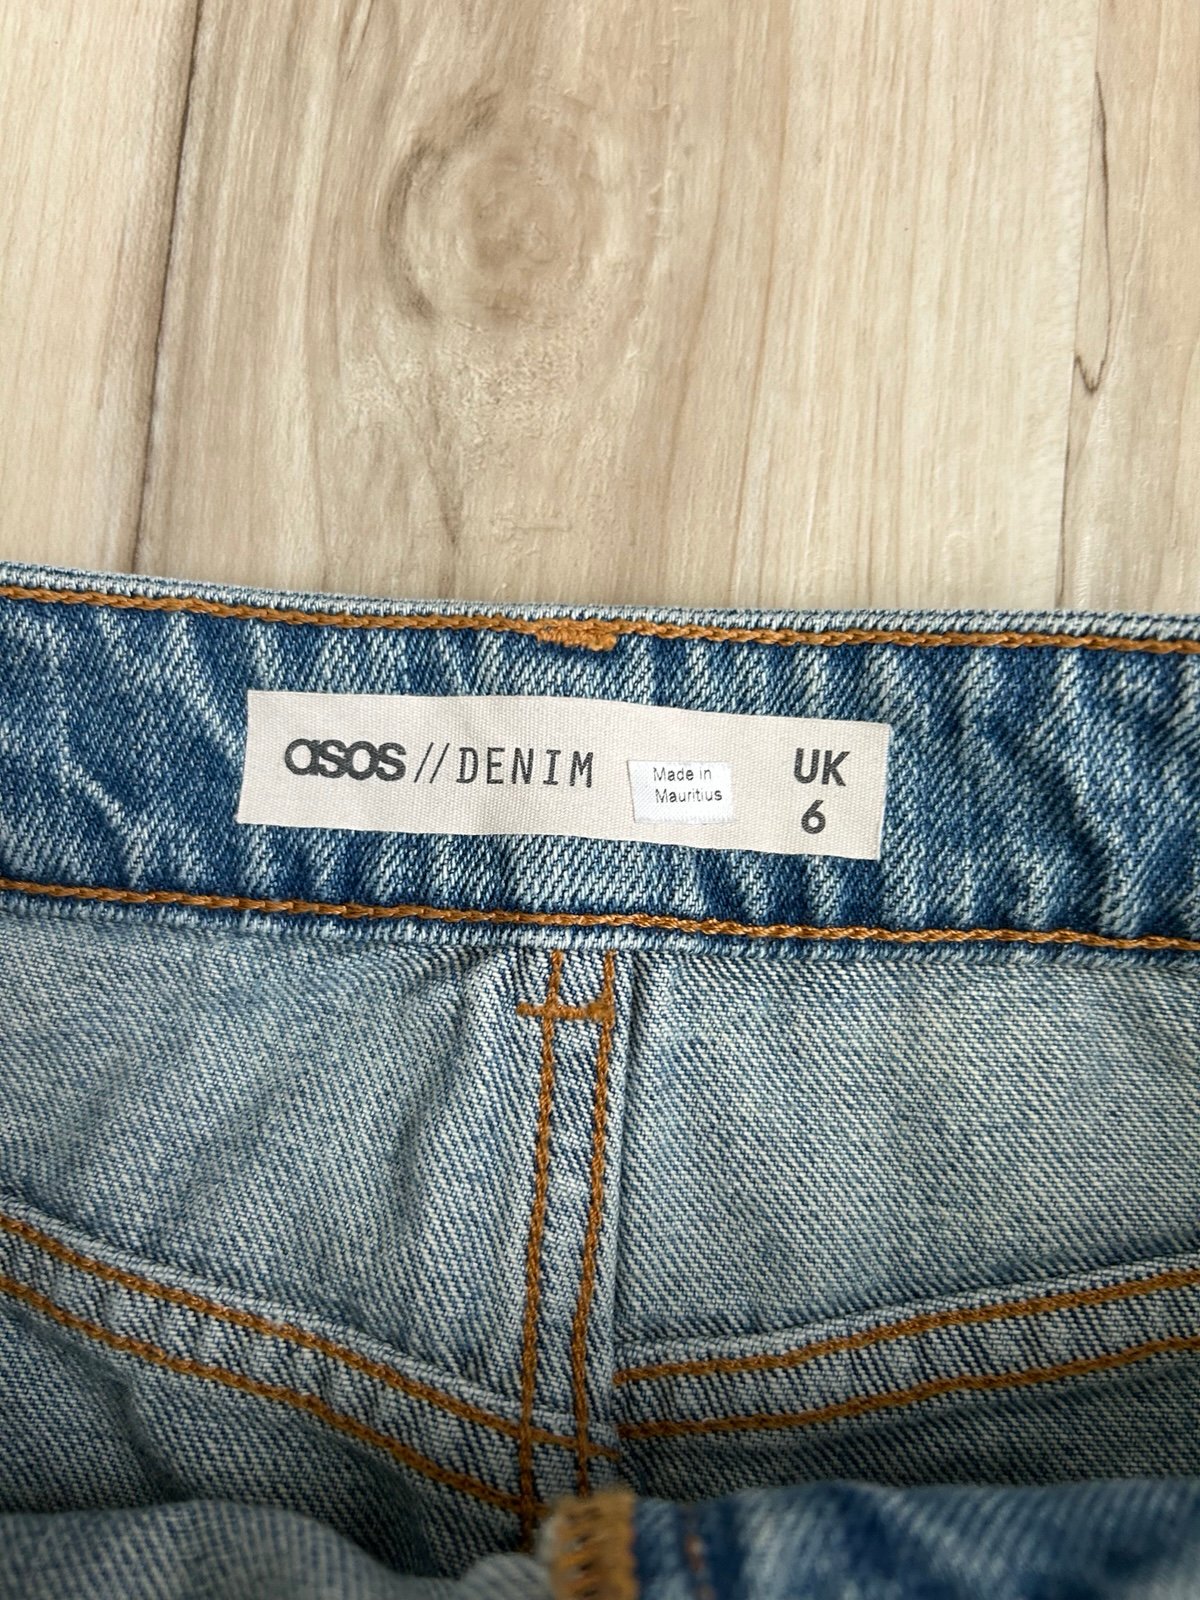 asos // DENIM
Made in
Mauritius
UK
6